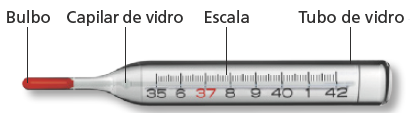 Bulbo Capilar de vidro Escala Tubo de vidro
35 6 37 8 9 40 1 42